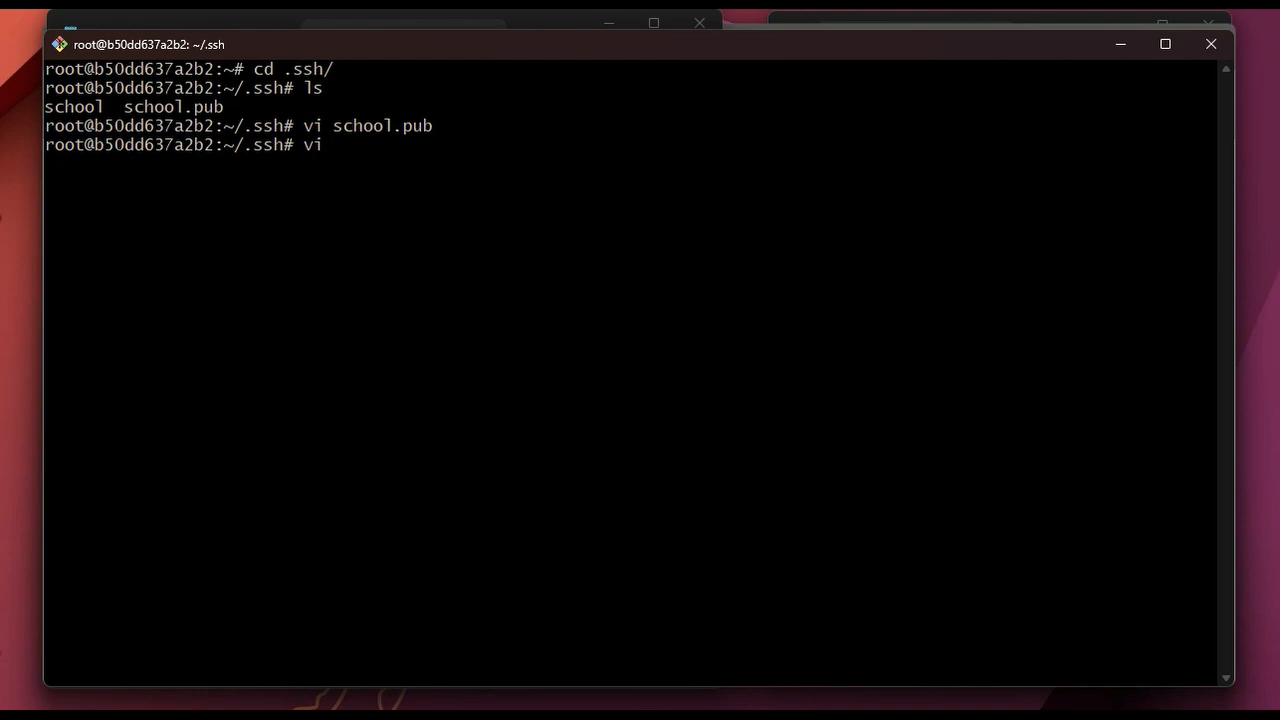 root@b50dd637a2b2: ~/.ssh
root@b50dd637a2b2:~# cd .ssh/
root@b50dd637a2b2:~/.ssh# ls
school  school.pub
root@b50dd637a2b2:~/.ssh# vi school.pub
root@b50dd637a2b2:~/.ssh# vi